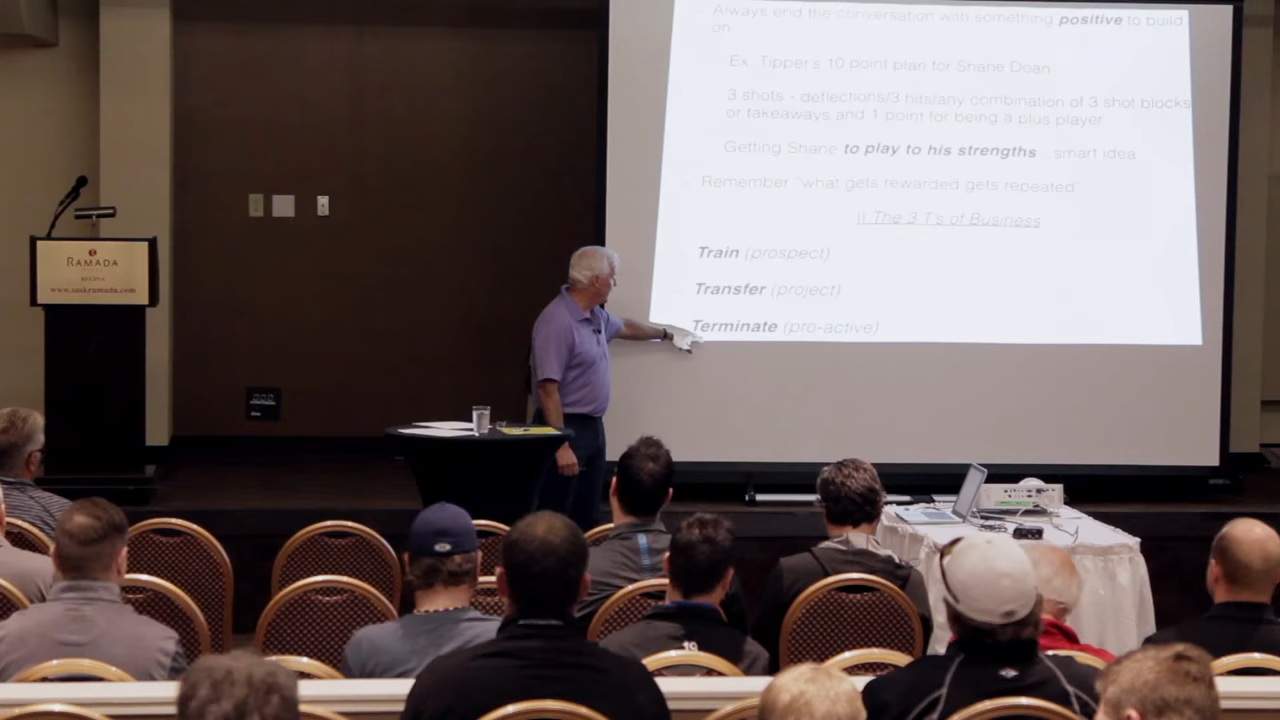 Always end the conversation with something positive to build
on
Ex. Tipper's 10 point plan for Shane Doan
3 shots - deflections/3 hits/any combination of 3 shot blocks
or takeaways and 1 point for being a plus player
Getting Shane to play to his strengths ..smart idea
Remember "what gets rewarded gets repeated"
II The 3 T's of Business
Train (prospect)
Transfer (project)
Terminate (pro-active)
RAMADA
REGINA
www.saskramada.com
19